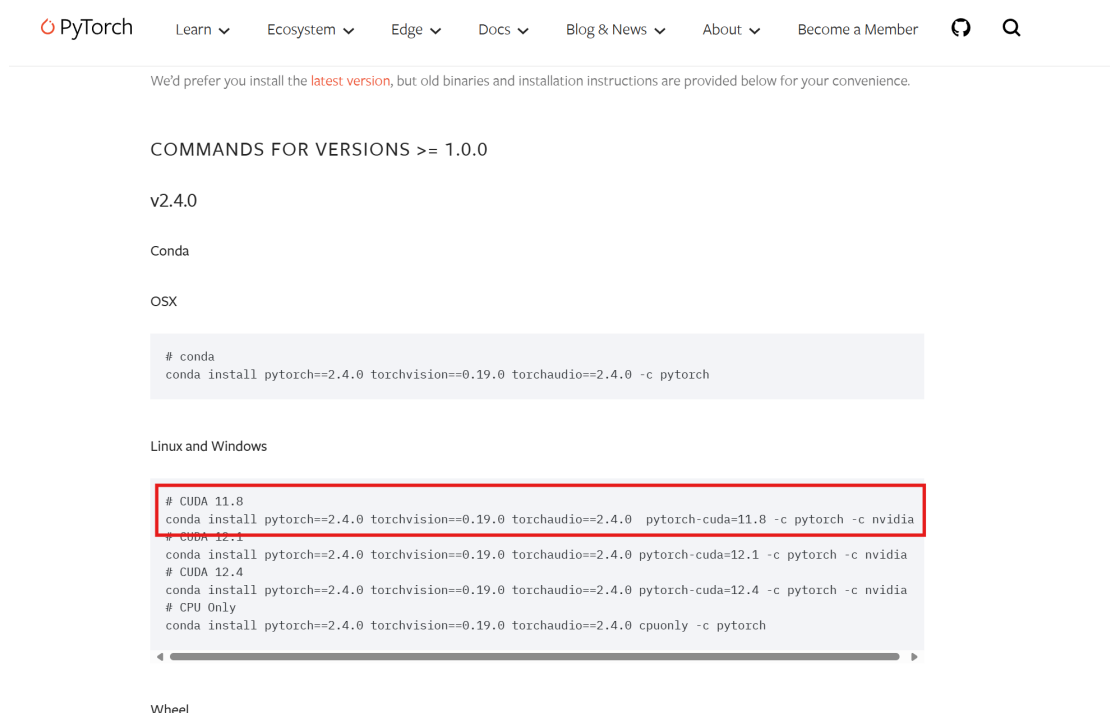 PyTorch Learn Ecosystem Edge Docs Blog & News About Become a Member
We'd prefer you install the latest version, but old binaries and installation instructions are provided below for your convenience.
COMMANDS FOR VERSIONS >= 1.0.0
v2.4.0
Conda
OSX
# conda
conda install pytorch==2.4.0 torchvision==0.19.0 torchaudio==2.4.0 -c pytorch
Linux and Windows
# CUDA 11.8
conda install pytorch==2.4.0 torchvision==0.19.0 torchaudio==2.4.0  pytorch-cuda=11.8 -c pytorch -c nvidia
# CUDA 12.1
conda install pytorch==2.4.0 torchvision==0.19.0 torchaudio==2.4.0 pytorch-cuda=12.1 -c pytorch -c nvidia
# CUDA 12.4
conda install pytorch==2.4.0 torchvision==0.19.0 torchaudio==2.4.0 pytorch-cuda=12.4 -c pytorch -c nvidia
# CPU Only
conda install pytorch==2.4.0 torchvision==0.19.0 torchaudio==2.4.0 cpuonly -c pytorch
Wheel